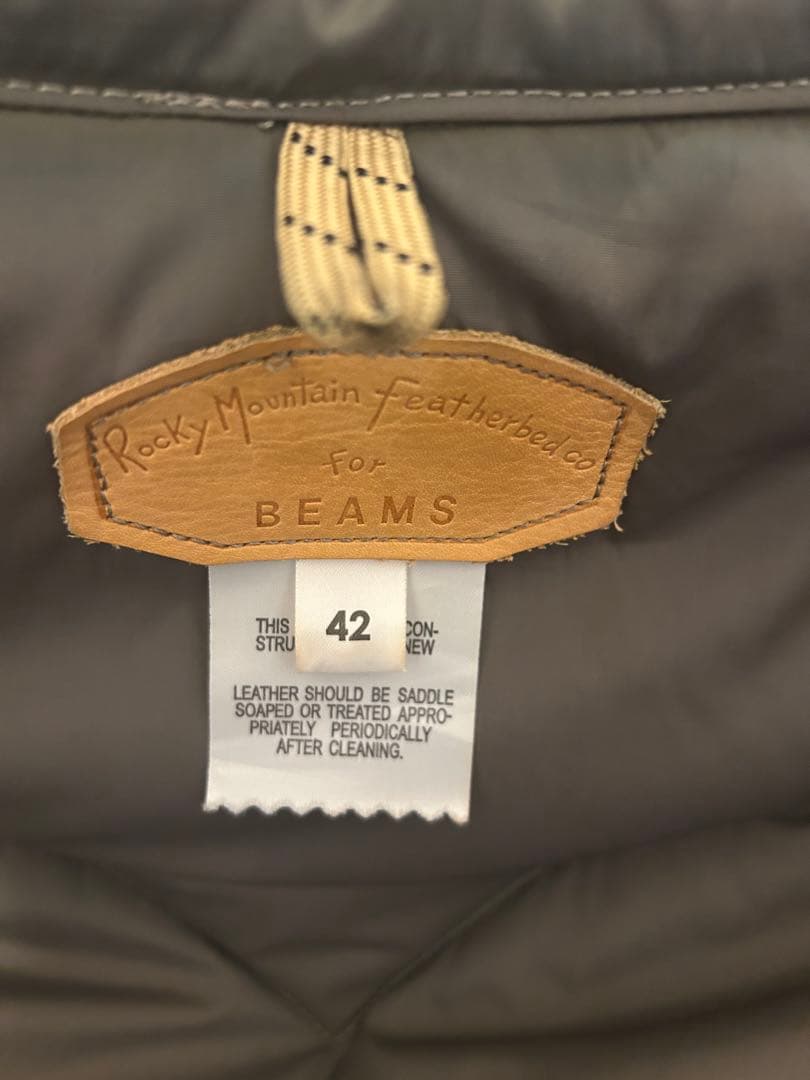 Rocky Mountain Featherbed co
For
BEAMS
42
THIS CON-
STRU NEW
LEATHER SHOULD BE SADDLE
SOAPED OR TREATED APPRO-
PRIATELY PERIODICALLY
AFTER CLEANING.